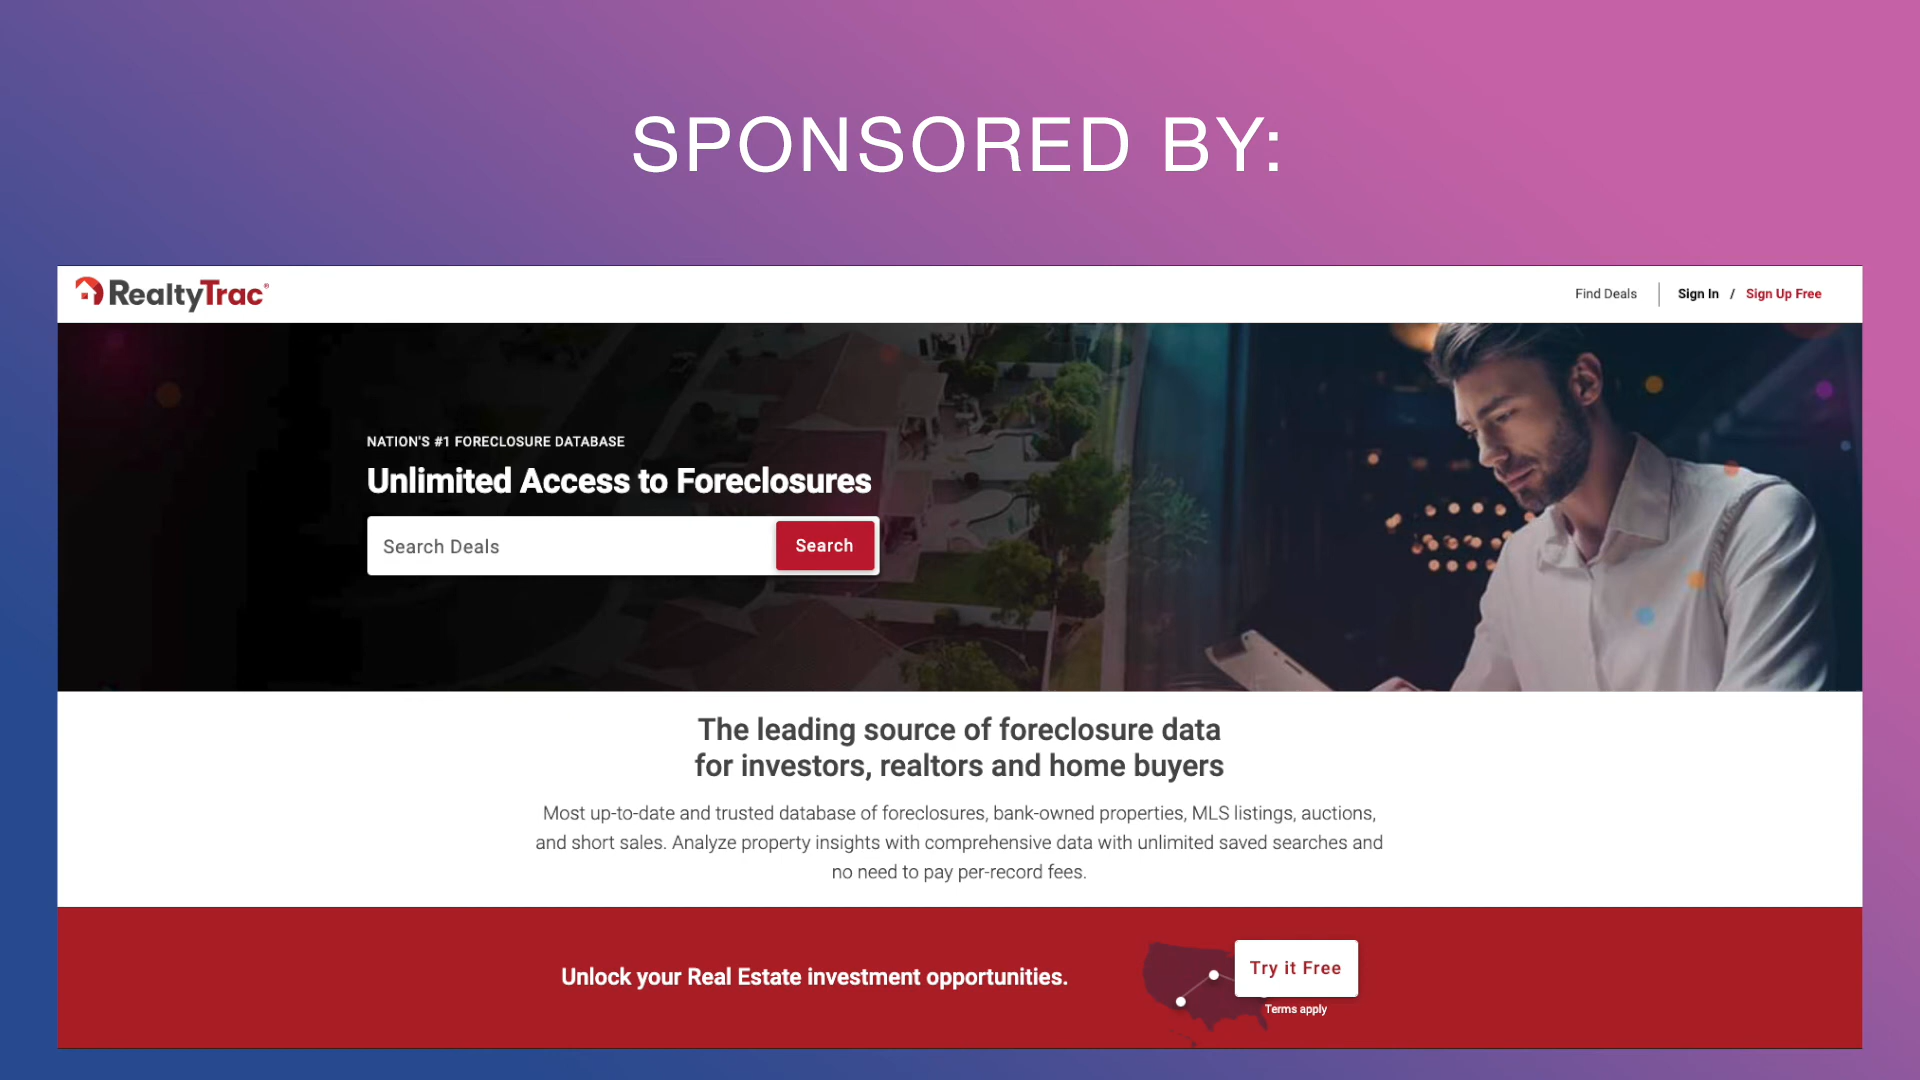 SPONSORED BY:
RealtyTrac®
Find Deals
Sign In / Sign Up Free
NATION'S #1 FORECLOSURE DATABASE
Unlimited Access to Foreclosures
Search Deals
Search
The leading source of foreclosure data
for investors, realtors and home buyers
Most up-to-date and trusted database of foreclosures, bank-owned properties, MLS listings, auctions,
and short sales. Analyze property insights with comprehensive data with unlimited saved searches and
no need to pay per-record fees.
Unlock your Real Estate investment opportunities.
Try it Free
Terms apply